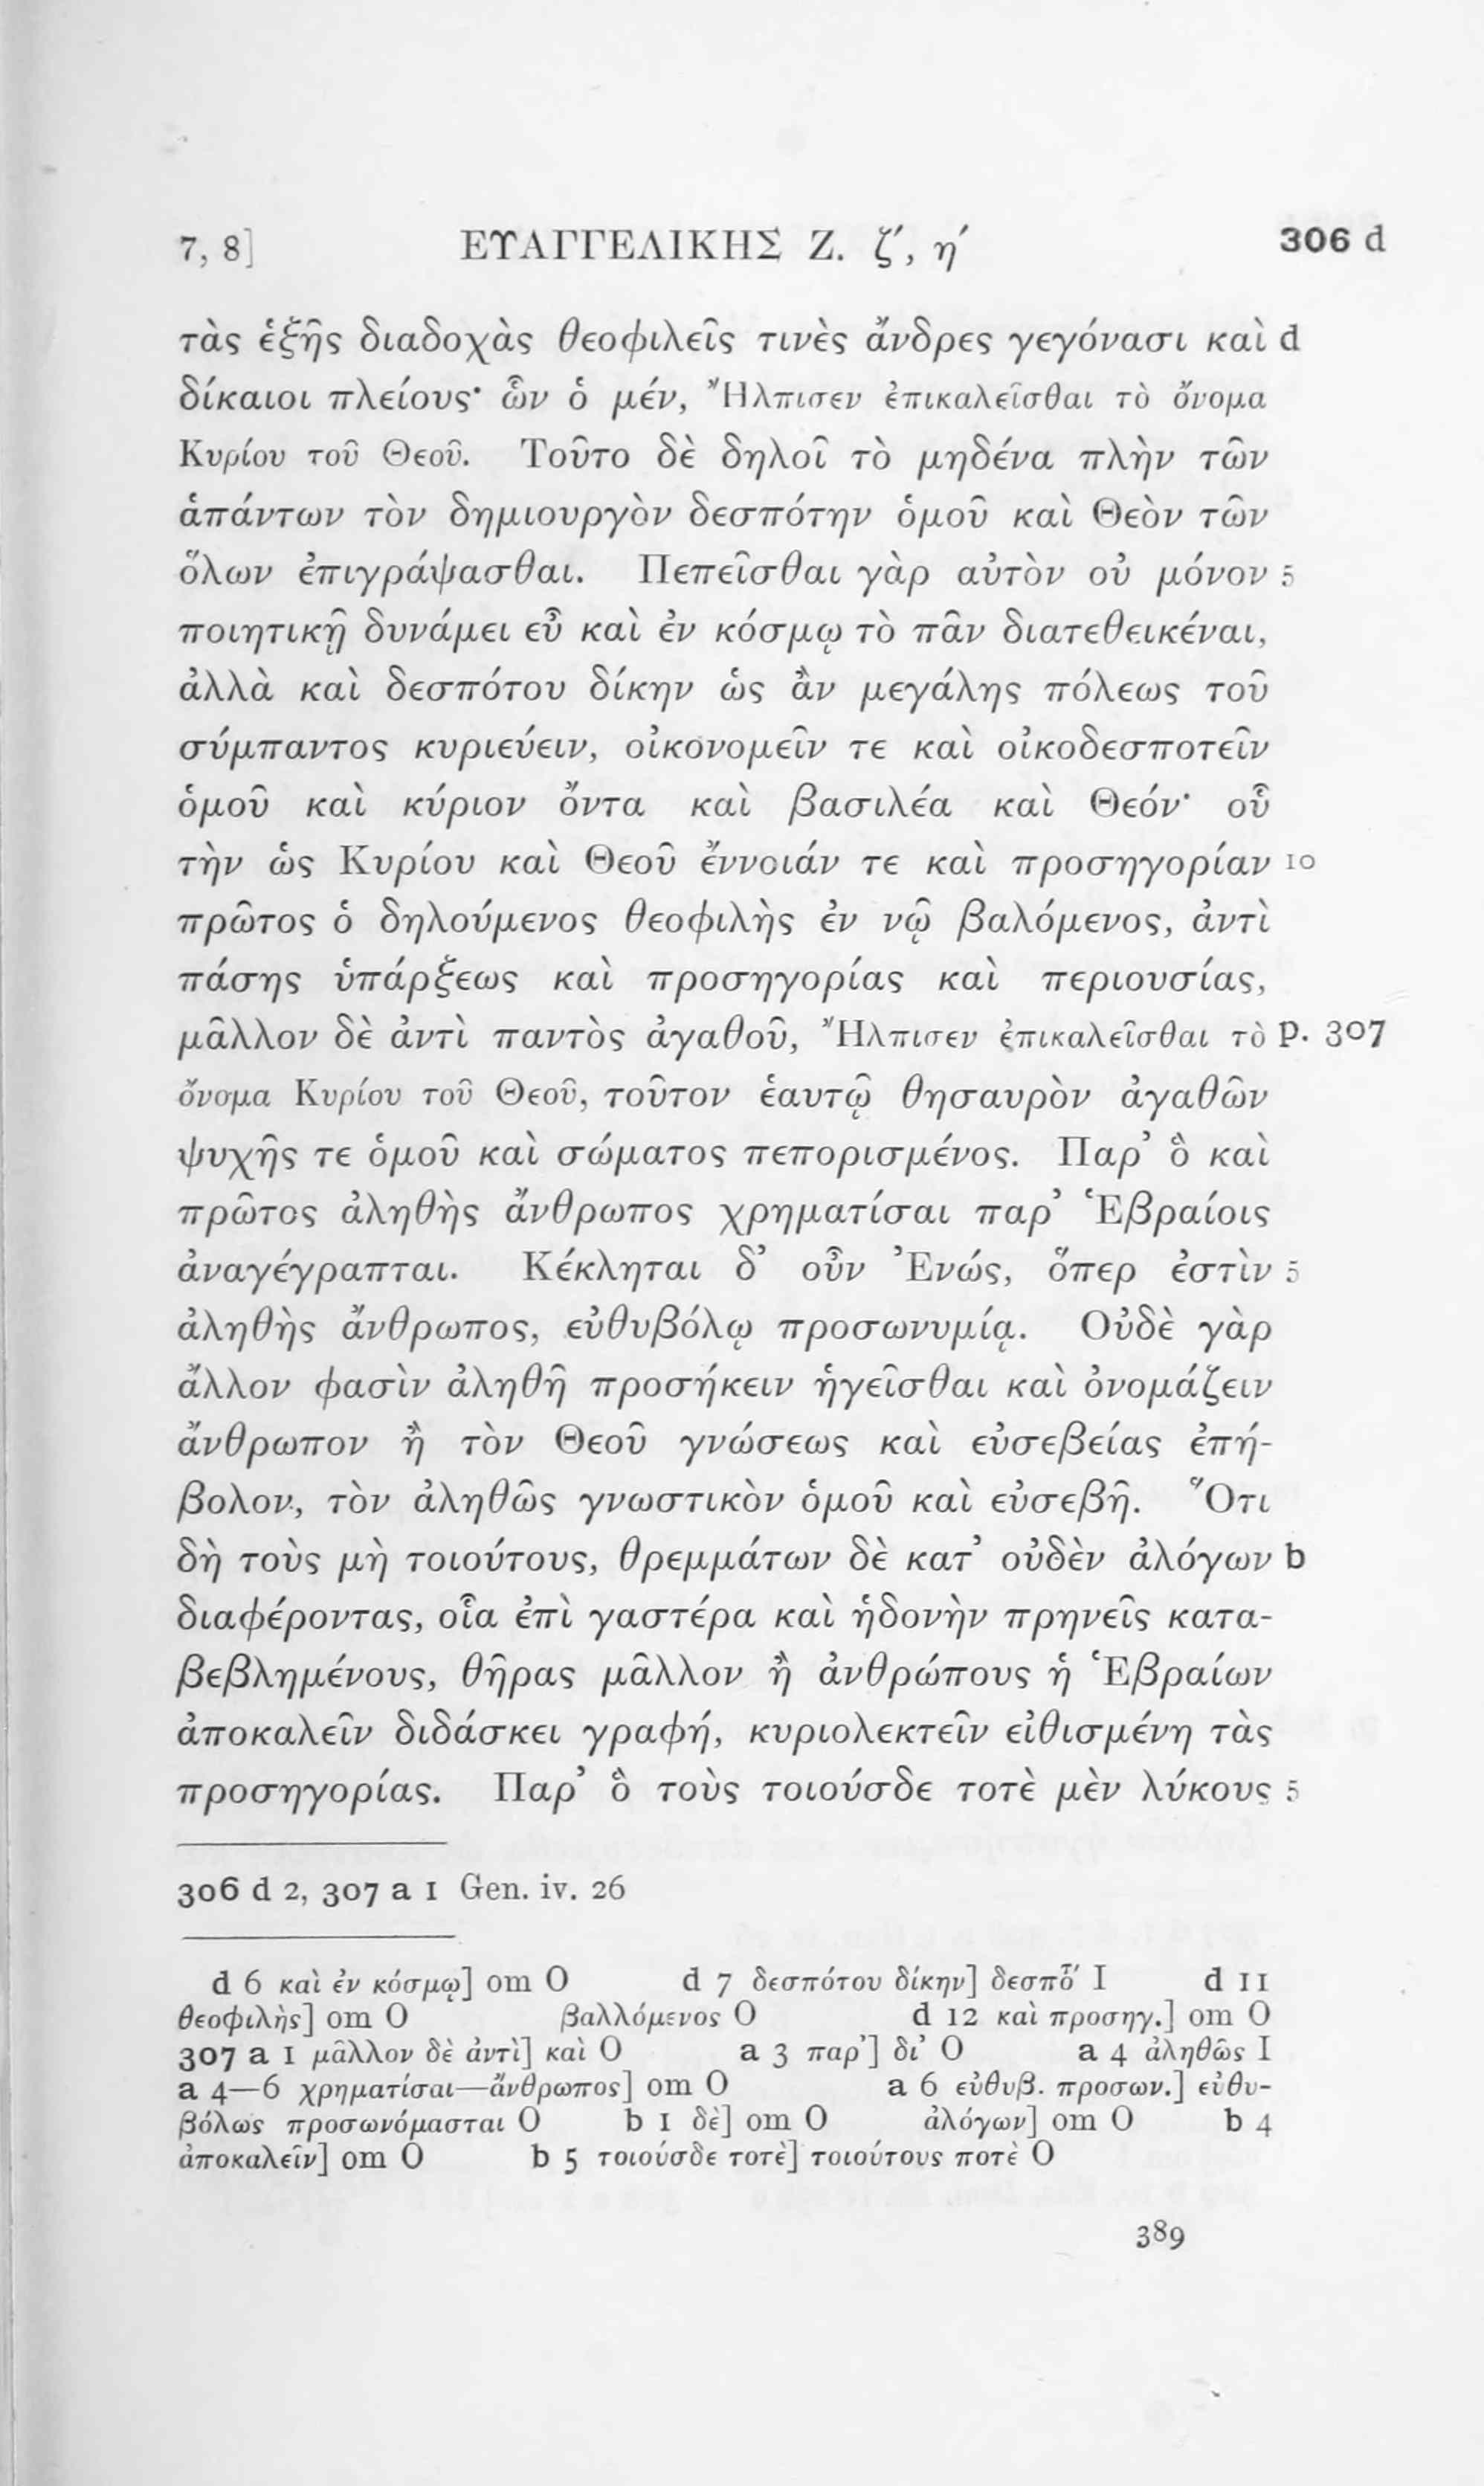 7, 8] ΕΥΑΓΓΕΛΙΚΗΣ Ζ. ζ΄, η΄ 306 d
τὰς ἑξῆς διαδοχὰς θεοφιλεῖς τινὲς ἄνδρες γεγόνασι καὶ d
δίκαιοι πλείους· ὧν ὁ μέν, Ἤλπισεν ἐπικαλεῖσθαι τὸ ὄνομα
Κυρίου τοῦ Θεοῦ. Τοῦτο δὲ δηλοῖ τὸ μηδένα πλὴν τῶν
ἁπάντων τὸν δημιουργὸν δεσπότην ὁμοῦ καὶ Θεὸν τῶν
ὅλων ἐπιγράψασθαι. Πεπεῖσθαι γὰρ αὐτὸν οὐ μόνον 5
ποιητικῇ δυνάμει εὖ καὶ ἐν κόσμῳ τὸ πᾶν διατεθεικέναι,
ἀλλὰ καὶ δεσπότου δίκην ὡς ἂν μεγάλης πόλεως τοῦ
σύμπαντος κυριεύειν, οἰκονομεῖν τε καὶ οἰκοδεσποτεῖν
ὁμοῦ καὶ κύριον ὄντα καὶ βασιλέα καὶ Θεόν· οὗ
τὴν ὡς Κυρίου καὶ Θεοῦ ἔννοιάν τε καὶ προσηγορίαν 10
πρῶτος ὁ δηλούμενος θεοφιλὴς ἐν νῷ βαλόμενος, ἀντὶ
πάσης ὑπάρξεως καὶ προσηγορίας καὶ περιουσίας,
μᾶλλον δὲ ἀντὶ παντὸς ἀγαθοῦ, Ἤλπισεν ἐπικαλεῖσθαι τὸ p. 307
ὄνομα Κυρίου τοῦ Θεοῦ, τοῦτον ἑαυτῷ θησαυρὸν ἀγαθῶν
ψυχῆς τε ὁμοῦ καὶ σώματος πεπορισμένος. Παρ’ ὃ καὶ
πρῶτος ἀληθὴς ἄνθρωπος χρηματίσαι παρ’ Ἑβραίοις
ἀναγέγραπται. Κέκληται δ’ οὖν Ἐνώς, ὅπερ ἐστὶν 5
ἀληθὴς ἄνθρωπος, εὐθυβόλῳ προσωνυμίᾳ. Οὐδὲ γὰρ
ἄλλον φασὶν ἀληθῆ προσήκειν ἡγεῖσθαι καὶ ὀνομάζειν
ἄνθρωπον ἢ τὸν Θεοῦ γνώσεως καὶ εὐσεβείας ἐπή-
βολον, τὸν ἀληθῶς γνωστικὸν ὁμοῦ καὶ εὐσεβῆ. Ὅτι
δὴ τοὺς μὴ τοιούτους, θρεμμάτων δὲ κατ’ οὐδὲν ἀλόγων b
διαφέροντας, οἷα ἐπὶ γαστέρα καὶ ἡδονὴν πρηνεῖς κατα-
βεβλημένους, θῆρας μᾶλλον ἢ ἀνθρώπους ἡ Ἑβραίων
ἀποκαλεῖν διδάσκει γραφή, κυριολεκτεῖν εἰθισμένη τὰς
προσηγορίας. Παρ’ ὃ τοὺς τοιούσδε τοτὲ μὲν λύκους 5
306 d 2, 307 a 1 Gen. iv. 26
d 6 καὶ ἐν κόσμῳ] om O d 7 δεσπότου δίκην] δεσπο̅͂΄ I d 11
θεοφιλὴς] om O βαλλόμενος O d 12 καὶ προσηγ.] om O
307 a 1 μᾶλλον δὲ ἀντὶ] καὶ O a 3 παρ’] δι’ O a 4 ἀληθῶς I
a 4—6 χρηματίσαι—ἄνθρωπος] om O a 6 εὐθυβ. προσων.] εὐθυ-
βόλως προσωνόμασται O b 1 δὲ] om O ἀλόγων] om O b 4
ἀποκαλεῖν] om O b 5 τοιούσδε τοτὲ] τοιούτους ποτὲ O
389